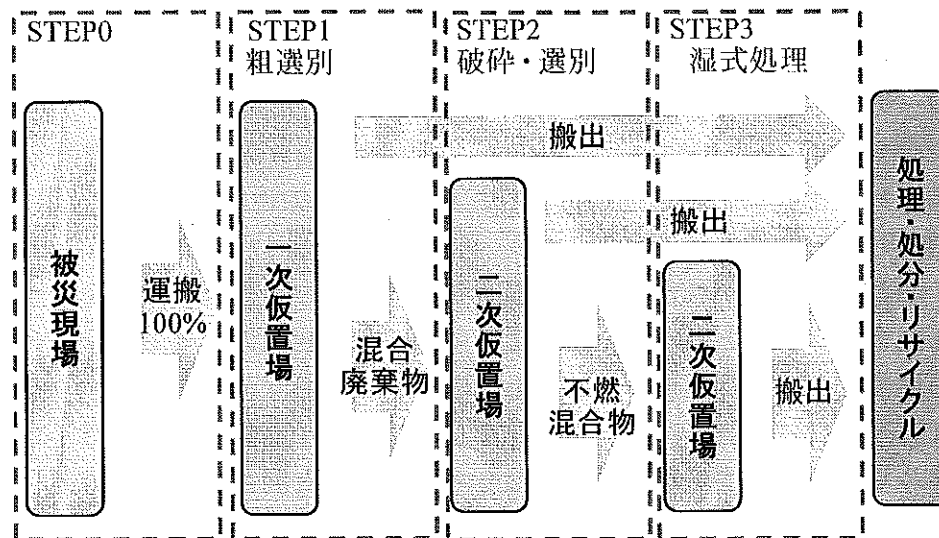 STEP0
STEP1
粗選別
STEP2
破砕・選別
STEP3
湿式処理
被災現場
運搬
100%
一次仮置場
混合
廃棄物
搬出
二次仮置場
不燃
混合物
搬出
二次仮置場
搬出
処理・処分・リサイクル